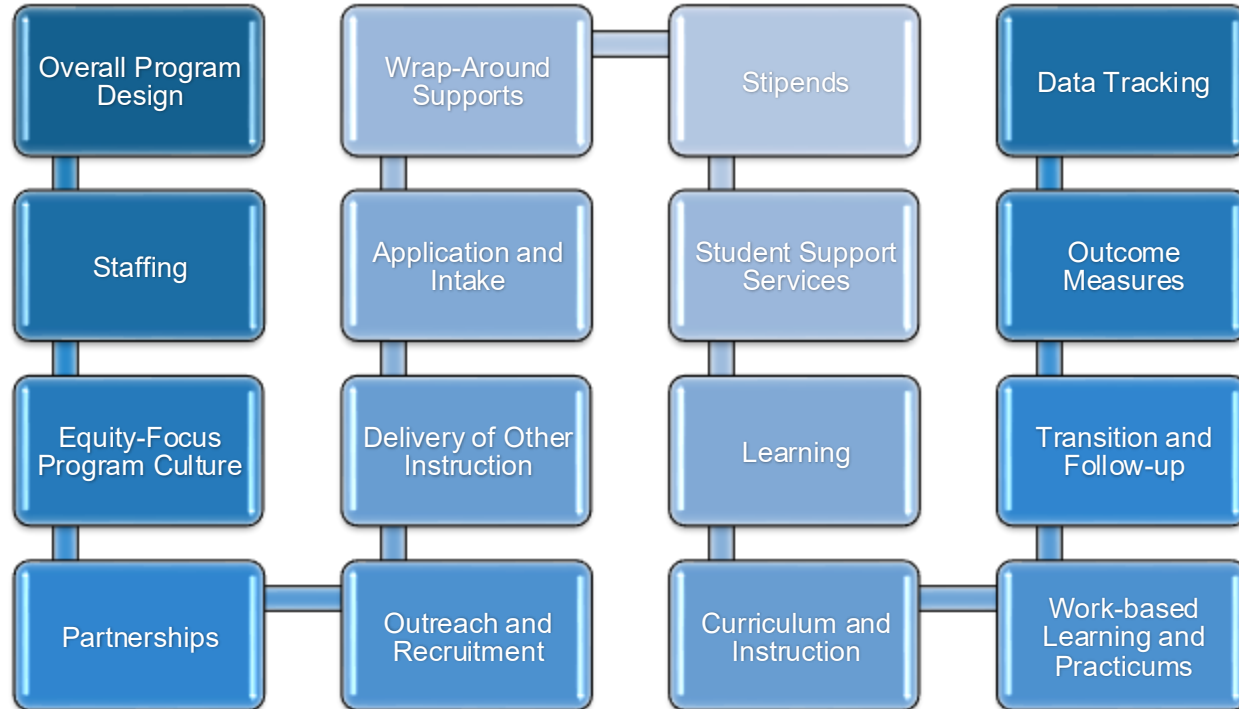 Overall Program
Design
Staffing
Equity-Focus
Program Culture
Partnerships
Outreach and
Recruitment
Delivery of Other
Instruction
Application and
Intake
Wrap-Around
Supports
Stipends
Student Support
Services
Learning
Curriculum and
Instruction
Work-based
Learning and
Practicums
Transition and
Follow-up
Outcome
Measures
Data Tracking